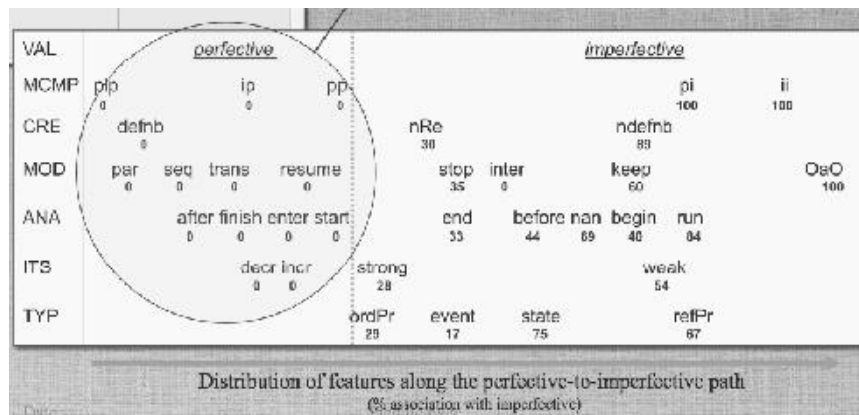 VAL perfective imperfective
MCMP pip ip pp pi ii
0 0 0 100 100
CRE defnb nRe ndefnb
0 30 89
MOD par seq trans resume stop inter keep OaO
0 0 0 0 35 0 60 100
ANA after finish enter start end before nan begin run
0 0 0 0 33 44 69 40 84
ITS decr incr strong weak
0 0 28 54
TYP ordPr event state refPr
29 17 75 67
Distribution of features along the perfective-to-imperfective path
(% association with imperfective)